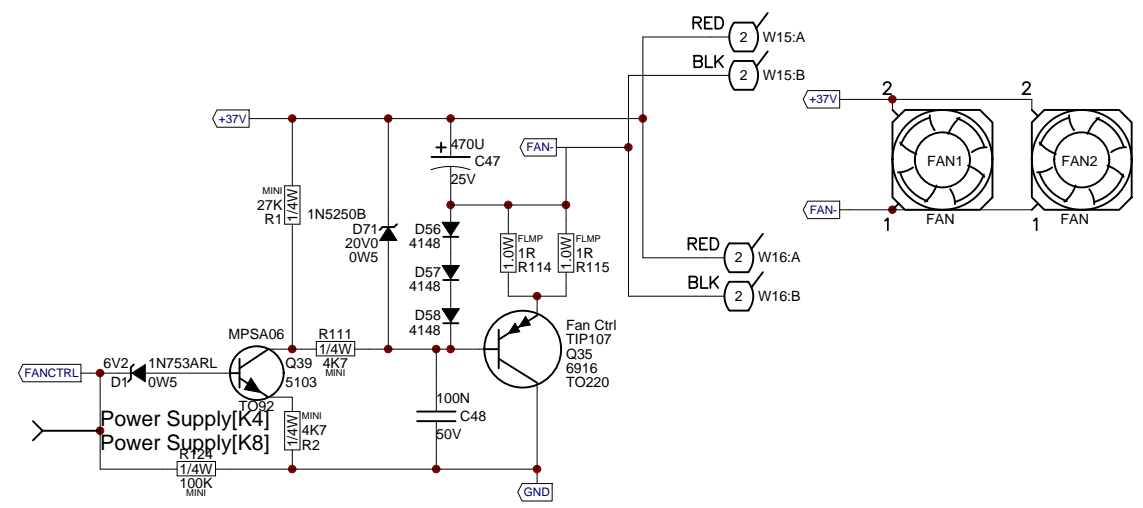 RED
2
W15:A
BLK
2
W15:B
+37V
2
2
FAN1
FAN2
FAN-
FAN
FAN
1
1
+37V
+
470U
C47
25V
FAN-
MINI
27K
R1
1/4W
1N5250B
D71
20V0
0W5
D56
4148
D57
4148
D58
4148
1.0W
FLMP
1R
R114
1.0W
FLMP
1R
R115
RED
2
W16:A
BLK
2
W16:B
Fan Ctrl
TIP107
Q35
6916
TO220
MPSA06
R111
1/4W
4K7
MINI
Q39
5103
TO92
FANCTRL
6V2
D1
1N753ARL
0W5
100N
C48
50V
Power Supply[K4]
Power Supply[K8]
1/4W
MINI
4K7
R2
R124
1/4W
100K
MINI
GND